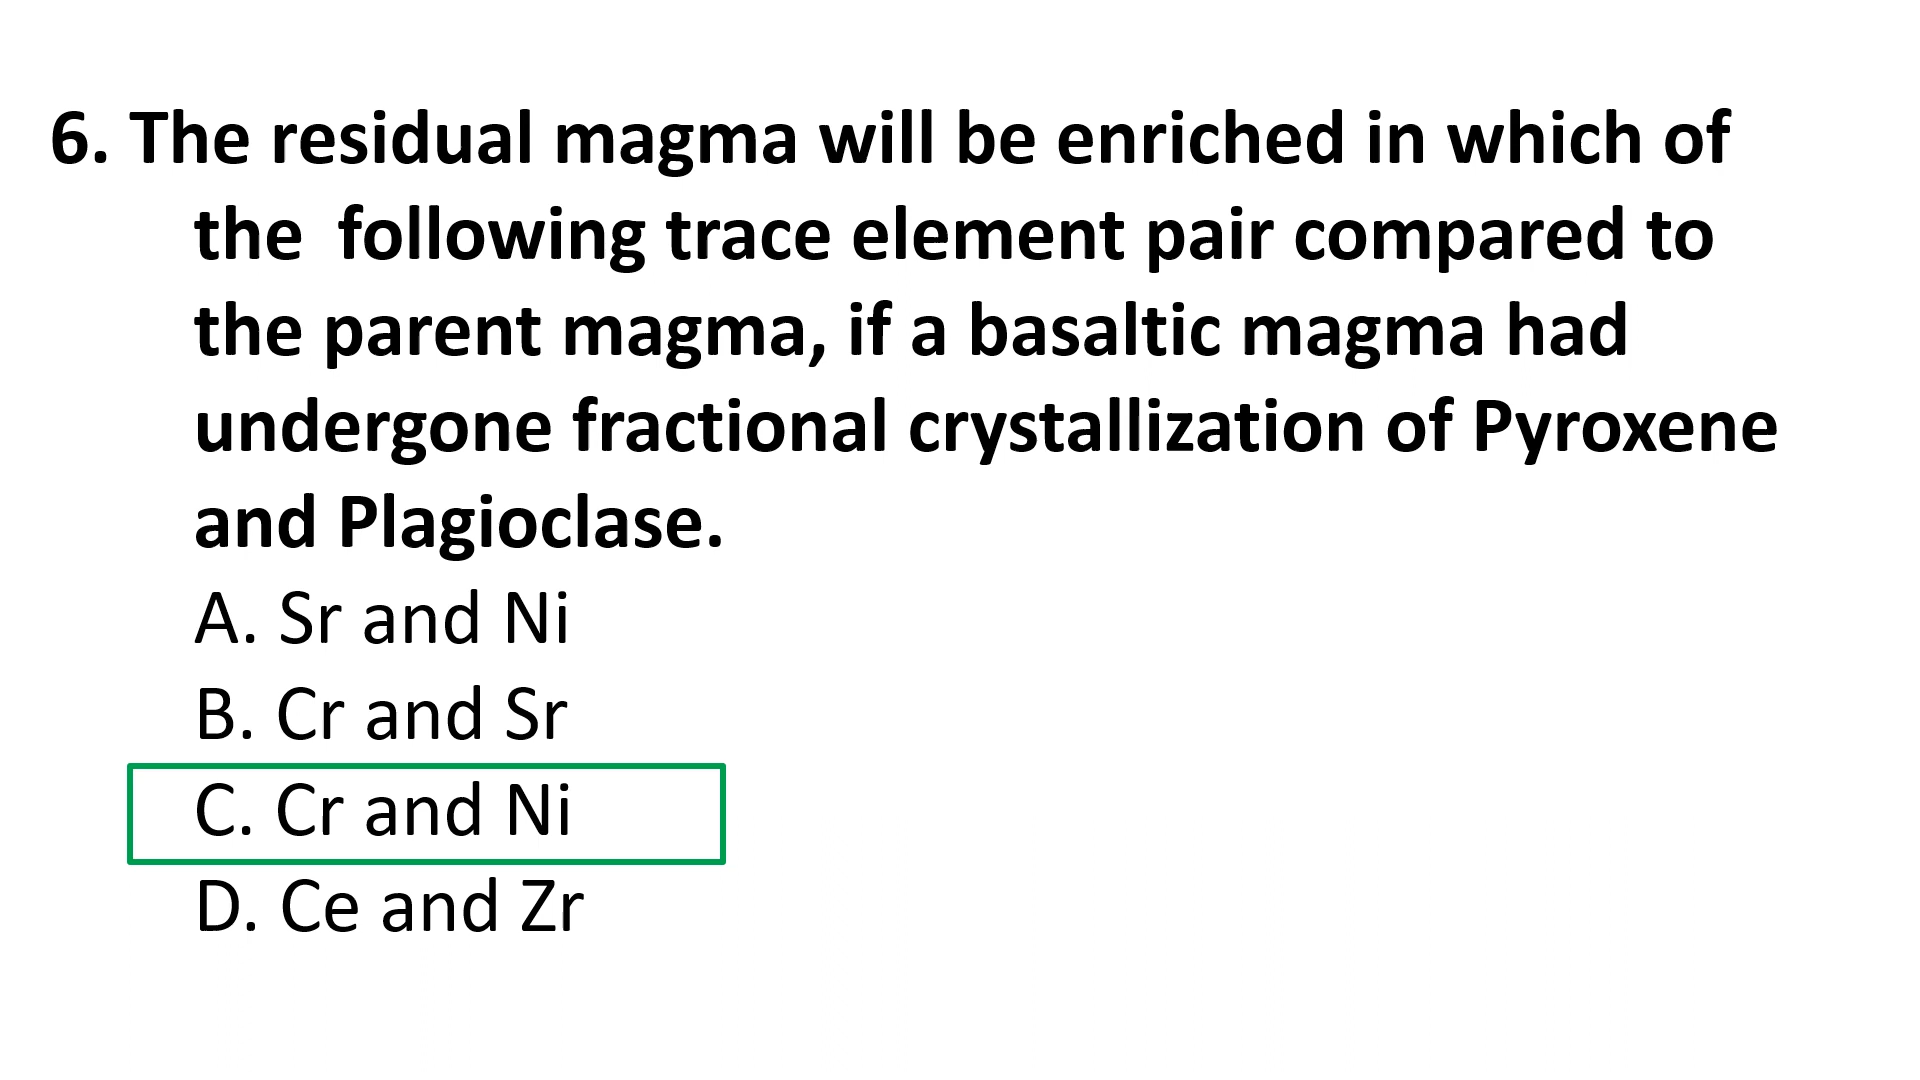 6. The residual magma will be enriched in which of
the following trace element pair compared to
the parent magma, if a basaltic magma had
undergone fractional crystallization of Pyroxene
and Plagioclase.
A. Sr and Ni
B. Cr and Sr
C. Cr and Ni
D. Ce and Zr